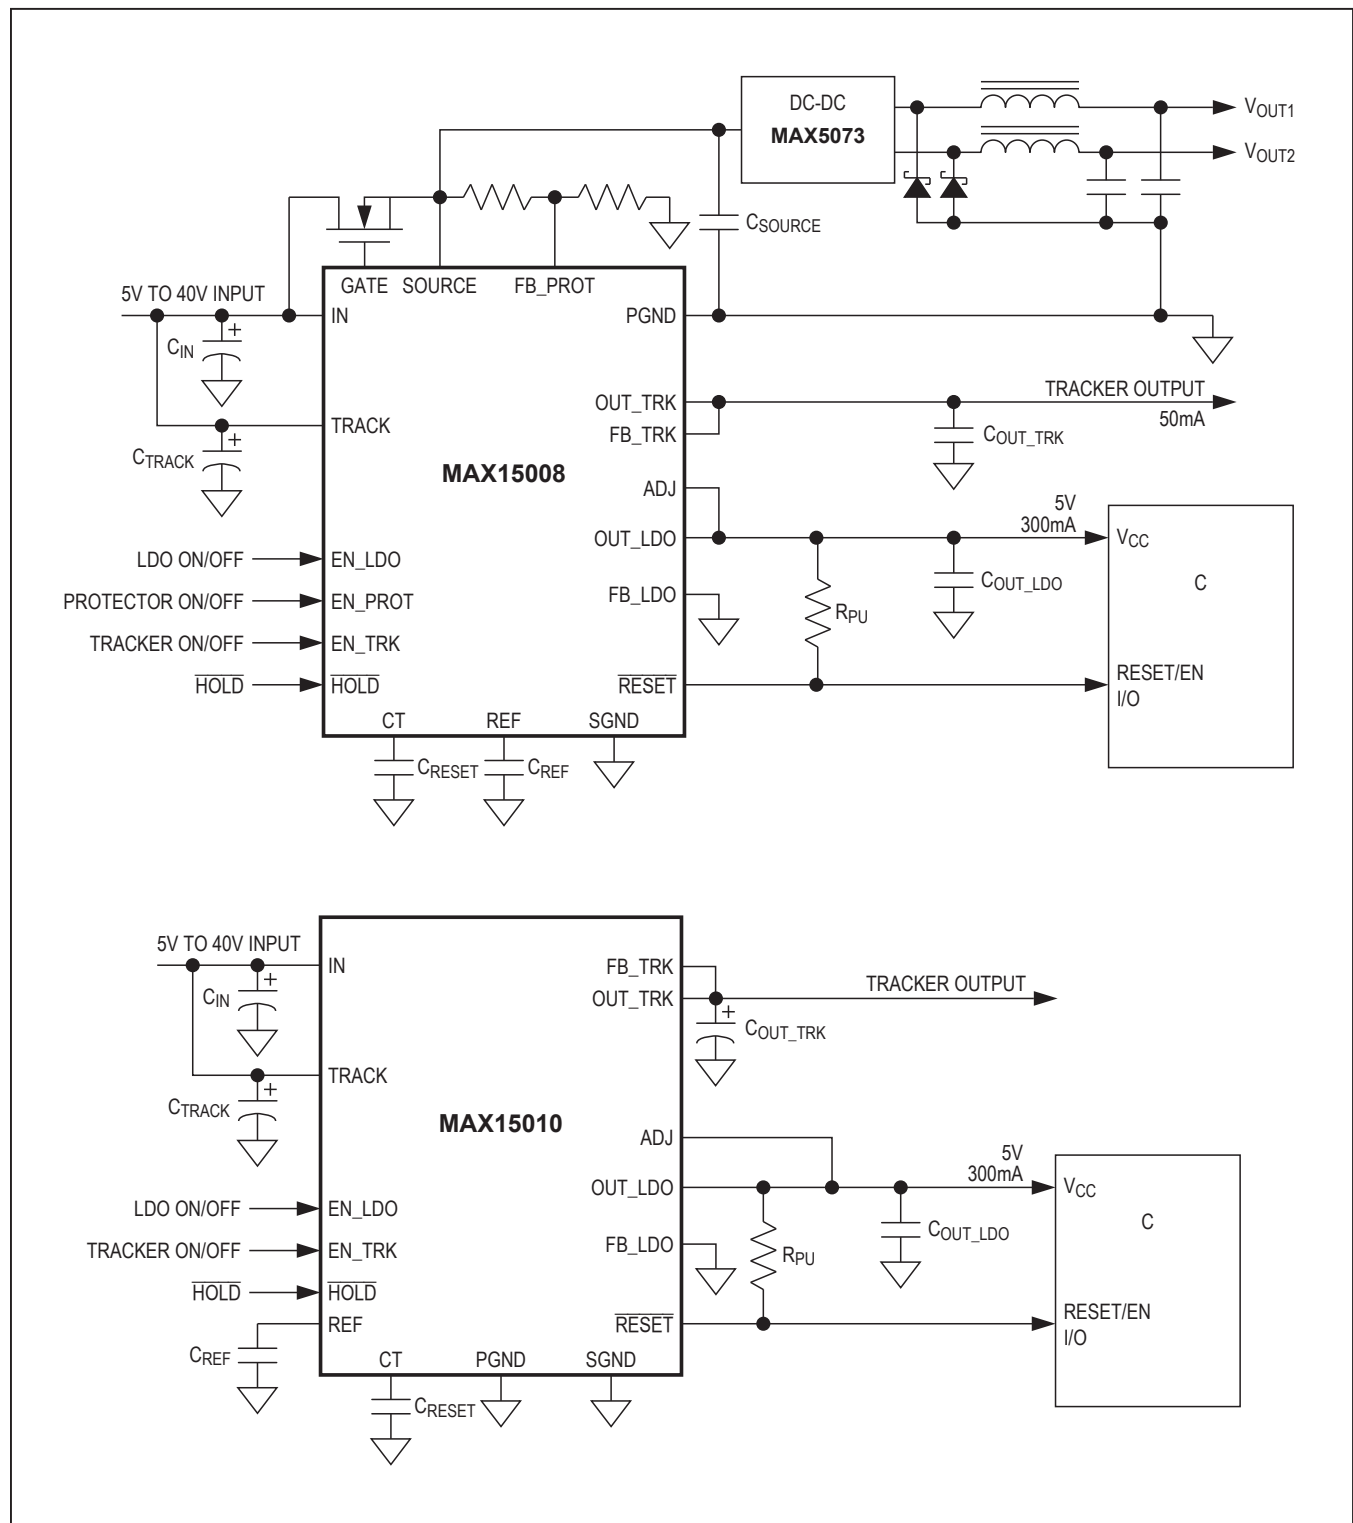 DC-DC
MAX5073
VOUT1
VOUT2
CSOURCE
GATE SOURCE FB_PROT
5V TO 40V INPUT
IN
PGND
+
CIN
TRACK
+
CTRACK
OUT_TRK
FB_TRK
TRACKER OUTPUT
50mA
COUT_TRK
MAX15008
ADJ
OUT_LDO
5V
300mA
VCC
C
COUT_LDO
RPU
FB_LDO
LDO ON/OFF
EN_LDO
PROTECTOR ON/OFF
EN_PROT
TRACKER ON/OFF
EN_TRK
HOLD
HOLD
RESET
RESET/EN
I/O
CT REF SGND
CRESET
CREF
5V TO 40V INPUT
IN
+
CIN
TRACK
+
CTRACK
FB_TRK
OUT_TRK
TRACKER OUTPUT
+
COUT_TRK
MAX15010
ADJ
OUT_LDO
5V
300mA
VCC
C
COUT_LDO
RPU
FB_LDO
LDO ON/OFF
EN_LDO
TRACKER ON/OFF
EN_TRK
HOLD
HOLD
REF
CREF
RESET
RESET/EN
I/O
CT PGND SGND
CRESET